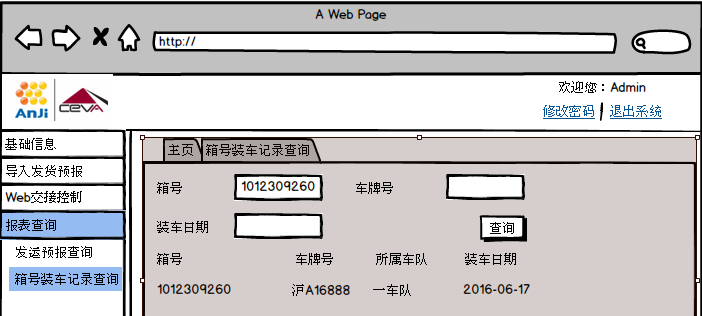 A Web Page
http://
AnJi CEVA
欢迎您：Admin
修改密码 退出系统
基础信息
导入发货预报
Web交接控制
报表查询
发运预报查询
箱号装车记录查询
主页 箱号装车记录查询
箱号 1012309260 车牌号
装车日期 查询
箱号 车牌号 所属车队 装车日期
1012309260 沪A16888 一车队 2016-06-17